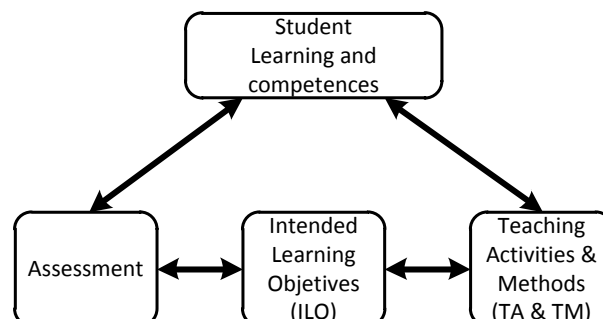 Student
Learning and
competences
Assessment
Intended
Learning
Objetives
(ILO)
Teaching
Activities &
Methods
(TA & TM)